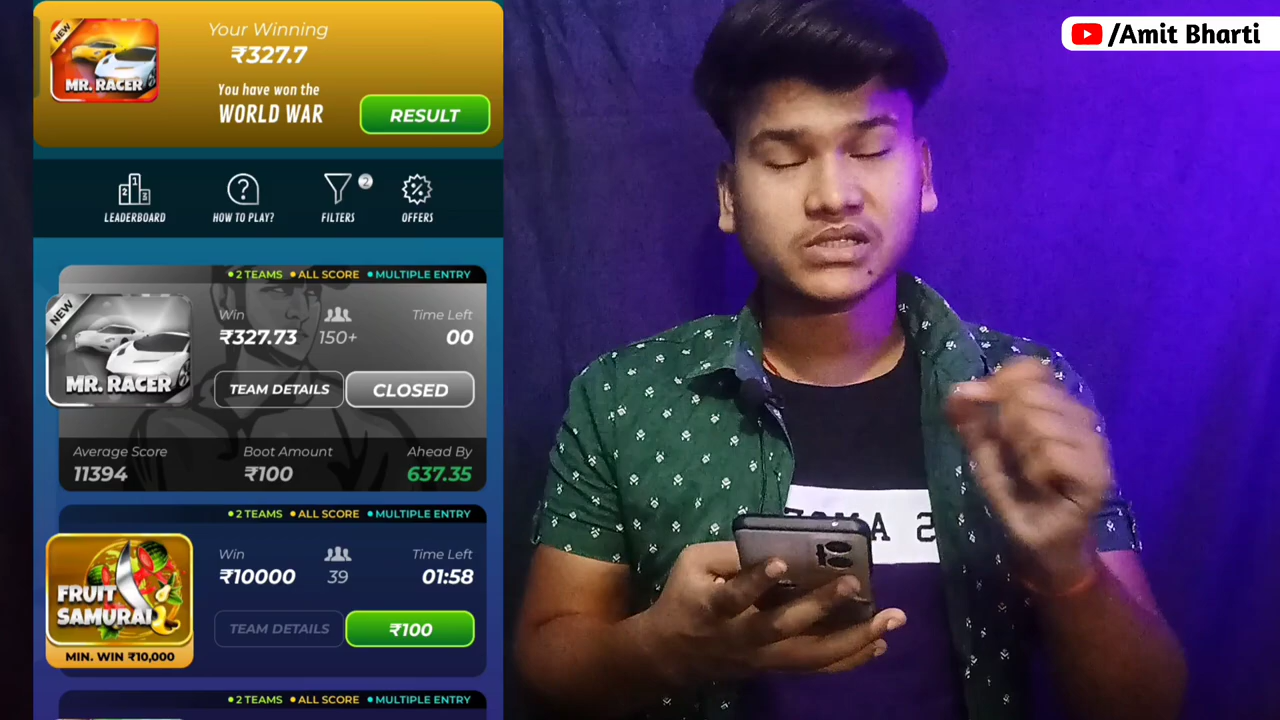 /Amit Bharti
NEW
MR. RACER
Your Winning
₹327.7
You have won the
WORLD WAR
RESULT
LEADERBOARD
HOW TO PLAY?
2
FILTERS
OFFERS
2 TEAMS ALL SCORE MULTIPLE ENTRY
NEW
MR. RACER
Win
₹327.73
150+
Time Left
00
TEAM DETAILS
CLOSED
Average Score
11394
Boot Amount
₹100
Ahead By
637.35
2 TEAMS ALL SCORE MULTIPLE ENTRY
FRUIT
SAMURAI
MIN. WIN ₹10,000
Win
₹10000
39
Time Left
01:58
TEAM DETAILS
₹100
2 TEAMS ALL SCORE MULTIPLE ENTRY